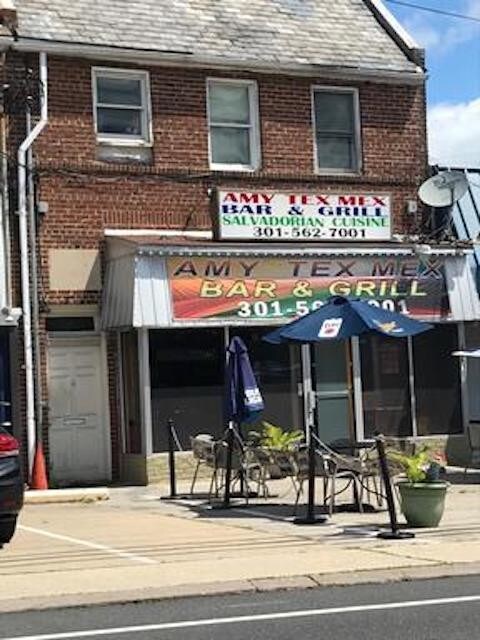 AMY TEX MEX
BAR & GRILL
SALVADORIAN CUISINE
301-562-7001
AMY TEX MEX
BAR & GRILL